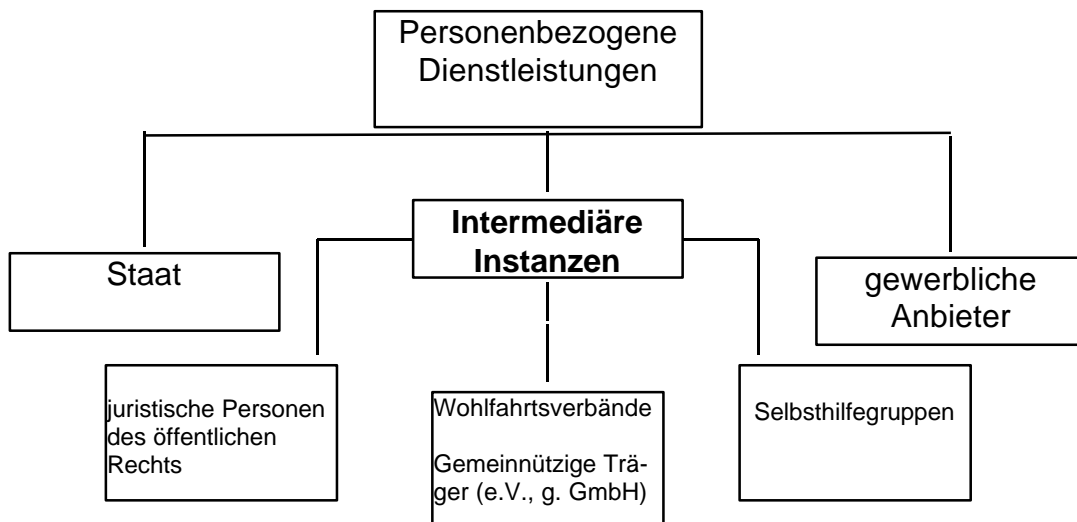 Personenbezogene
Dienstleistungen
Intermediäre
Instanzen
Staat
gewerbliche
Anbieter
juristische Personen
des öffentlichen
Rechts
Wohlfahrtsverbände
Gemeinnützige Trä-
ger (e.V., g. GmbH)
Selbsthilfegruppen